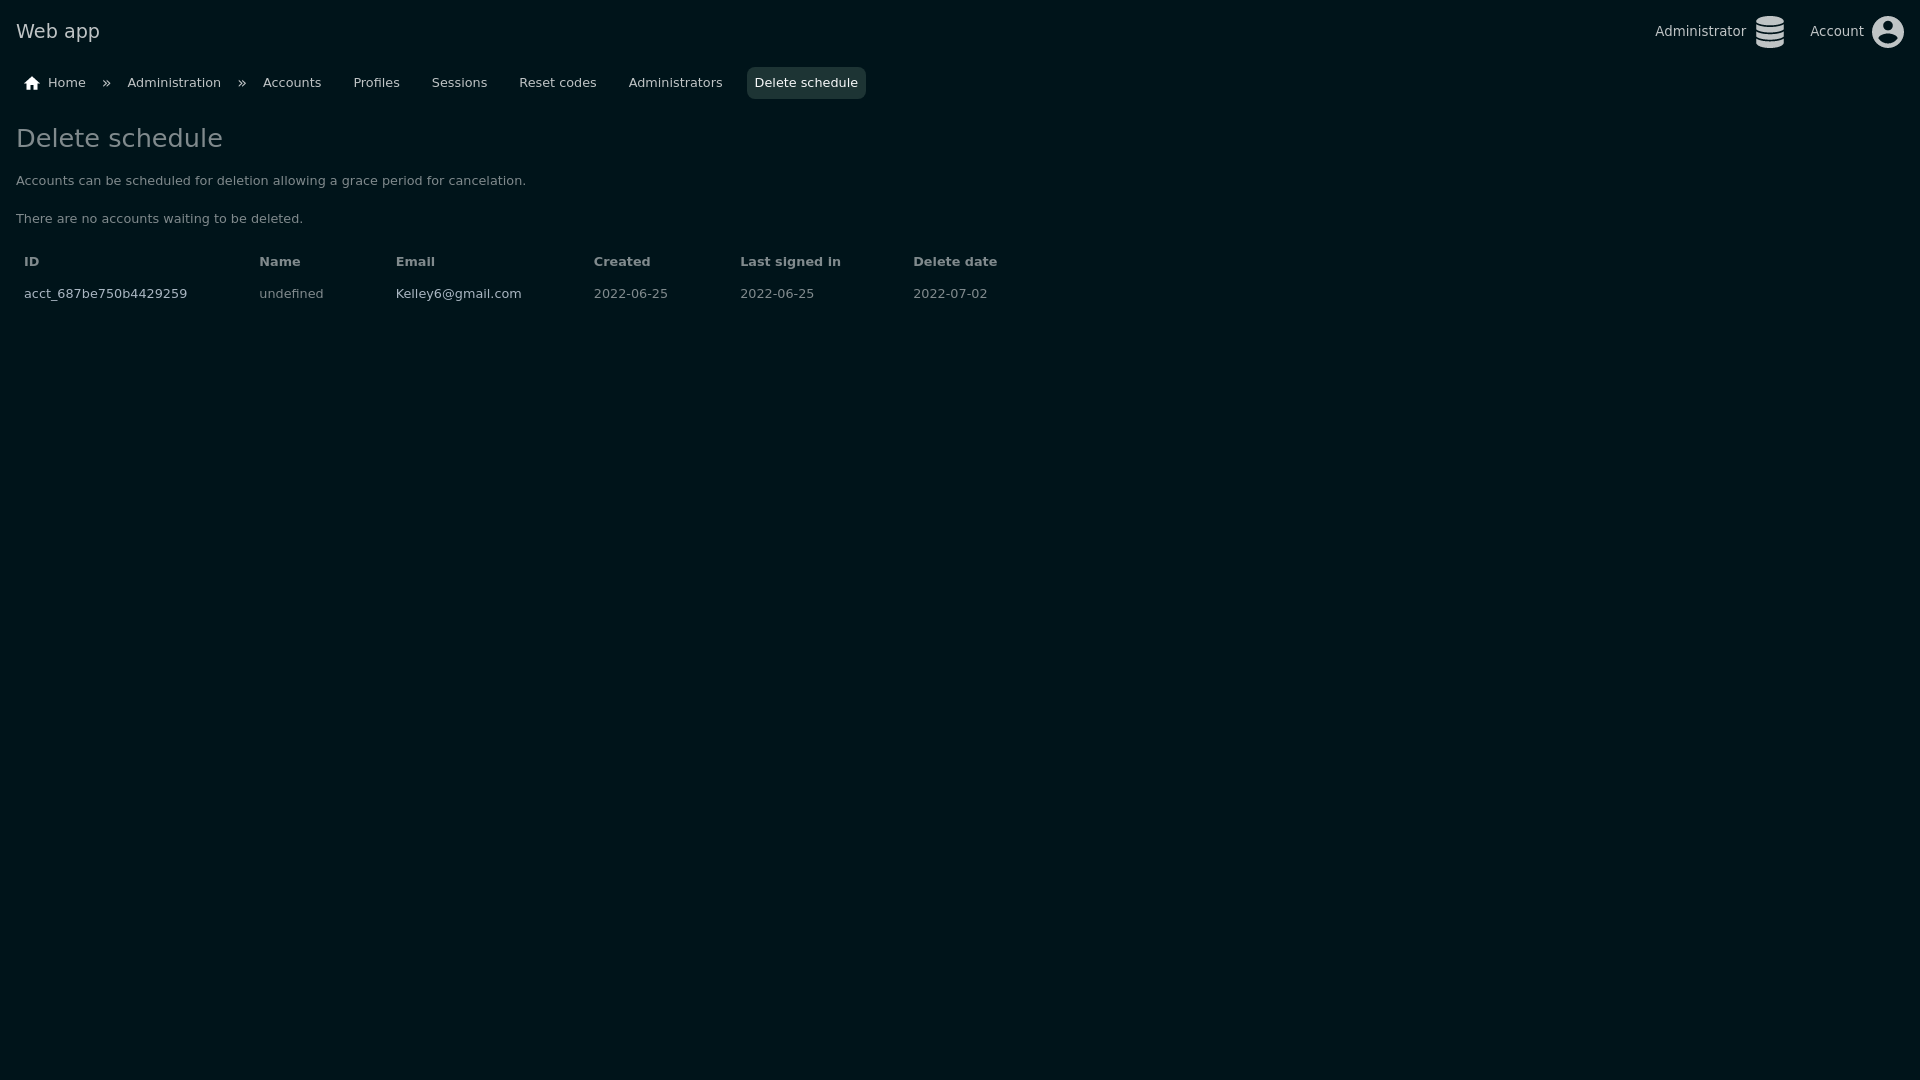 Web app
Administrator
Account
Home » Administration » Accounts Profiles Sessions Reset codes Administrators Delete schedule
Delete schedule
Accounts can be scheduled for deletion allowing a grace period for cancelation.
There are no accounts waiting to be deleted.
ID Name Email Created Last signed in Delete date
acct_687be750b4429259 undefined Kelley6@gmail.com 2022-06-25 2022-06-25 2022-07-02